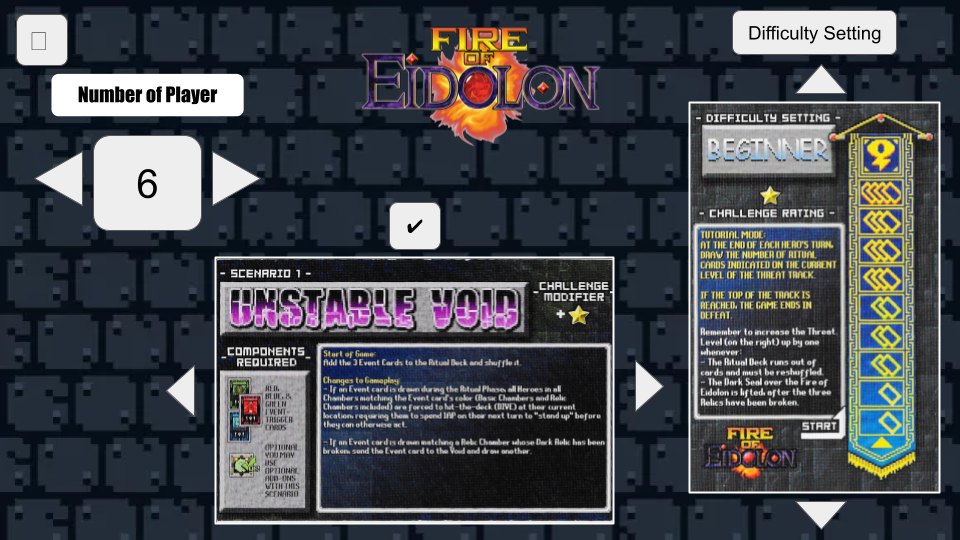 Difficulty Setting
FIRE
OF
EIDOLON
Number of Player
6
✔
- DIFFICULTY SETTING -
BEGINNER
- CHALLENGE RATING -
TUTORIAL MODE:
AT THE END OF EACH HERO'S TURN,
DRAW THE NUMBER OF RITUAL
CARDS INDICATED ON THE CURRENT
LEVEL OF THE THREAT TRACK.
IF THE TOP OF THE TRACK IS
REACHED, THE GAME ENDS IN
DEFEAT.
Remember to increase the Threat
Level (on the right) up by one
whenever:
- The Ritual Deck runs out of
cards and must be reshuffled.
- The Dark Seal over the Fire of
Eidolon is lifted, after the three
Relics have been broken.
START
FIRE
OF
EIDOLON
- SCENARIO 1 -
UNSTABLE VOID
- CHALLENGE
MODIFIER -
+
- COMPONENTS -
REQUIRED
RED,
BLUE, &
GREEN
EVENT-
TRIGGER
CARDS
OPTIONAL:
YOU MAY
USE
OPTIONAL
ADD-ONS
WITH THIS
SCENARIO
Start of Game:
Add the 3 Event Cards to the Ritual Deck and shuffle it.
Changes to Gameplay:
- If an Event card is drawn during the Ritual Phase, all Heroes in all
Chambers matching the Event card's color (Basic Chambers and Relic
Chambers included) are forced to hit-the-deck (DIVE) at their current
location; requiring them to spend 1AP on their next turn to "stand up" before
they can otherwise act.
- If an Event card is drawn matching a Relic Chamber whose Dark Relic has been
broken, send the Event card to the Void and draw another.